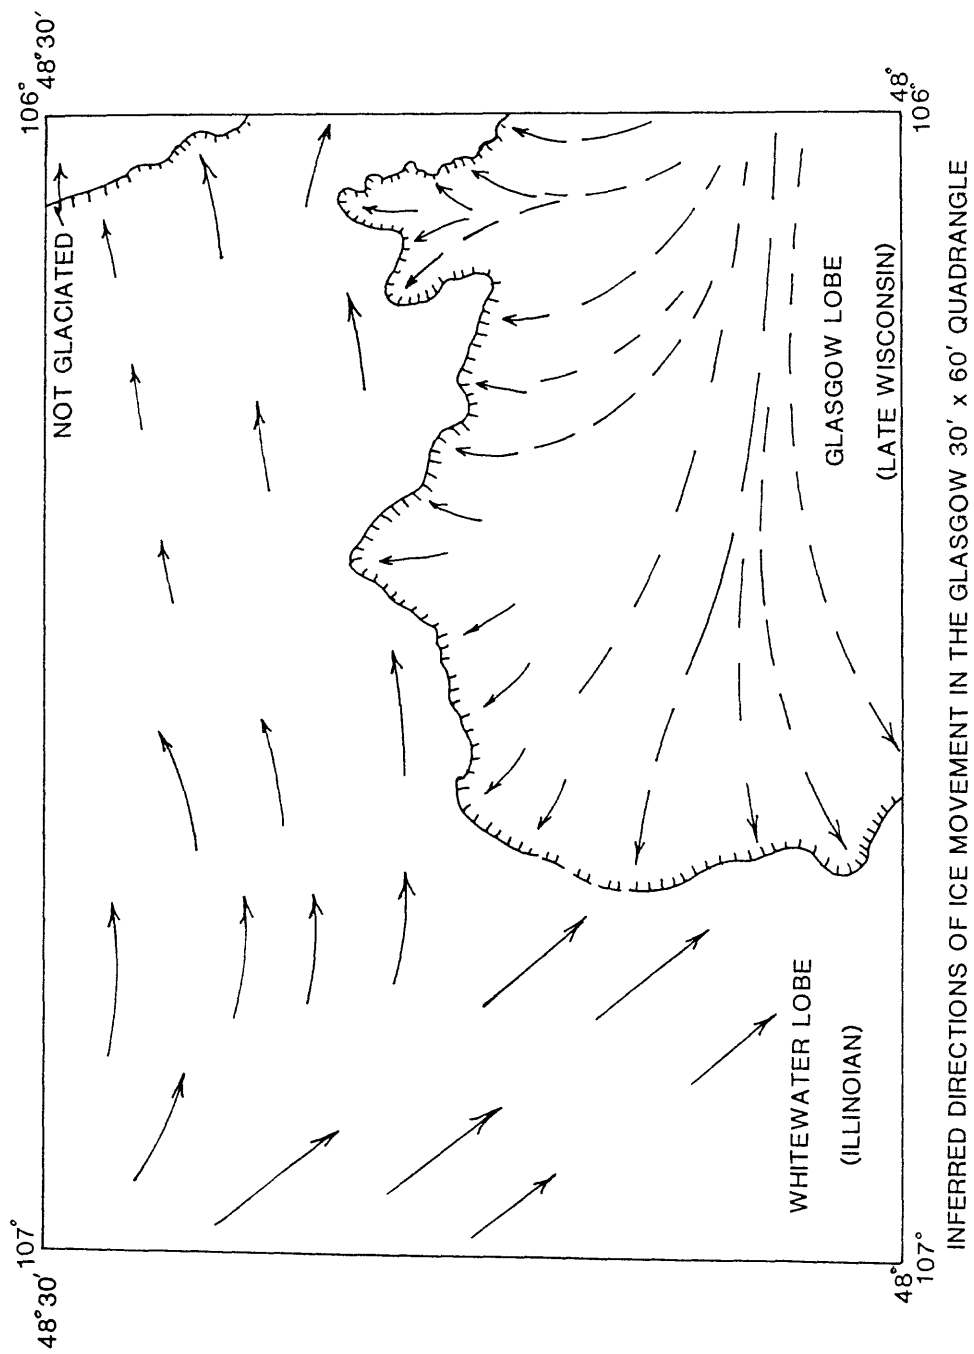 48°30′
107°
106°
48°30′
NOT GLACIATED
GLASGOW LOBE
(LATE WISCONSIN)
WHITEWATER LOBE
(ILLINOIAN)
48°
107°
48°
106°
INFERRED DIRECTIONS OF ICE MOVEMENT IN THE GLASGOW 30′ x 60′ QUADRANGLE